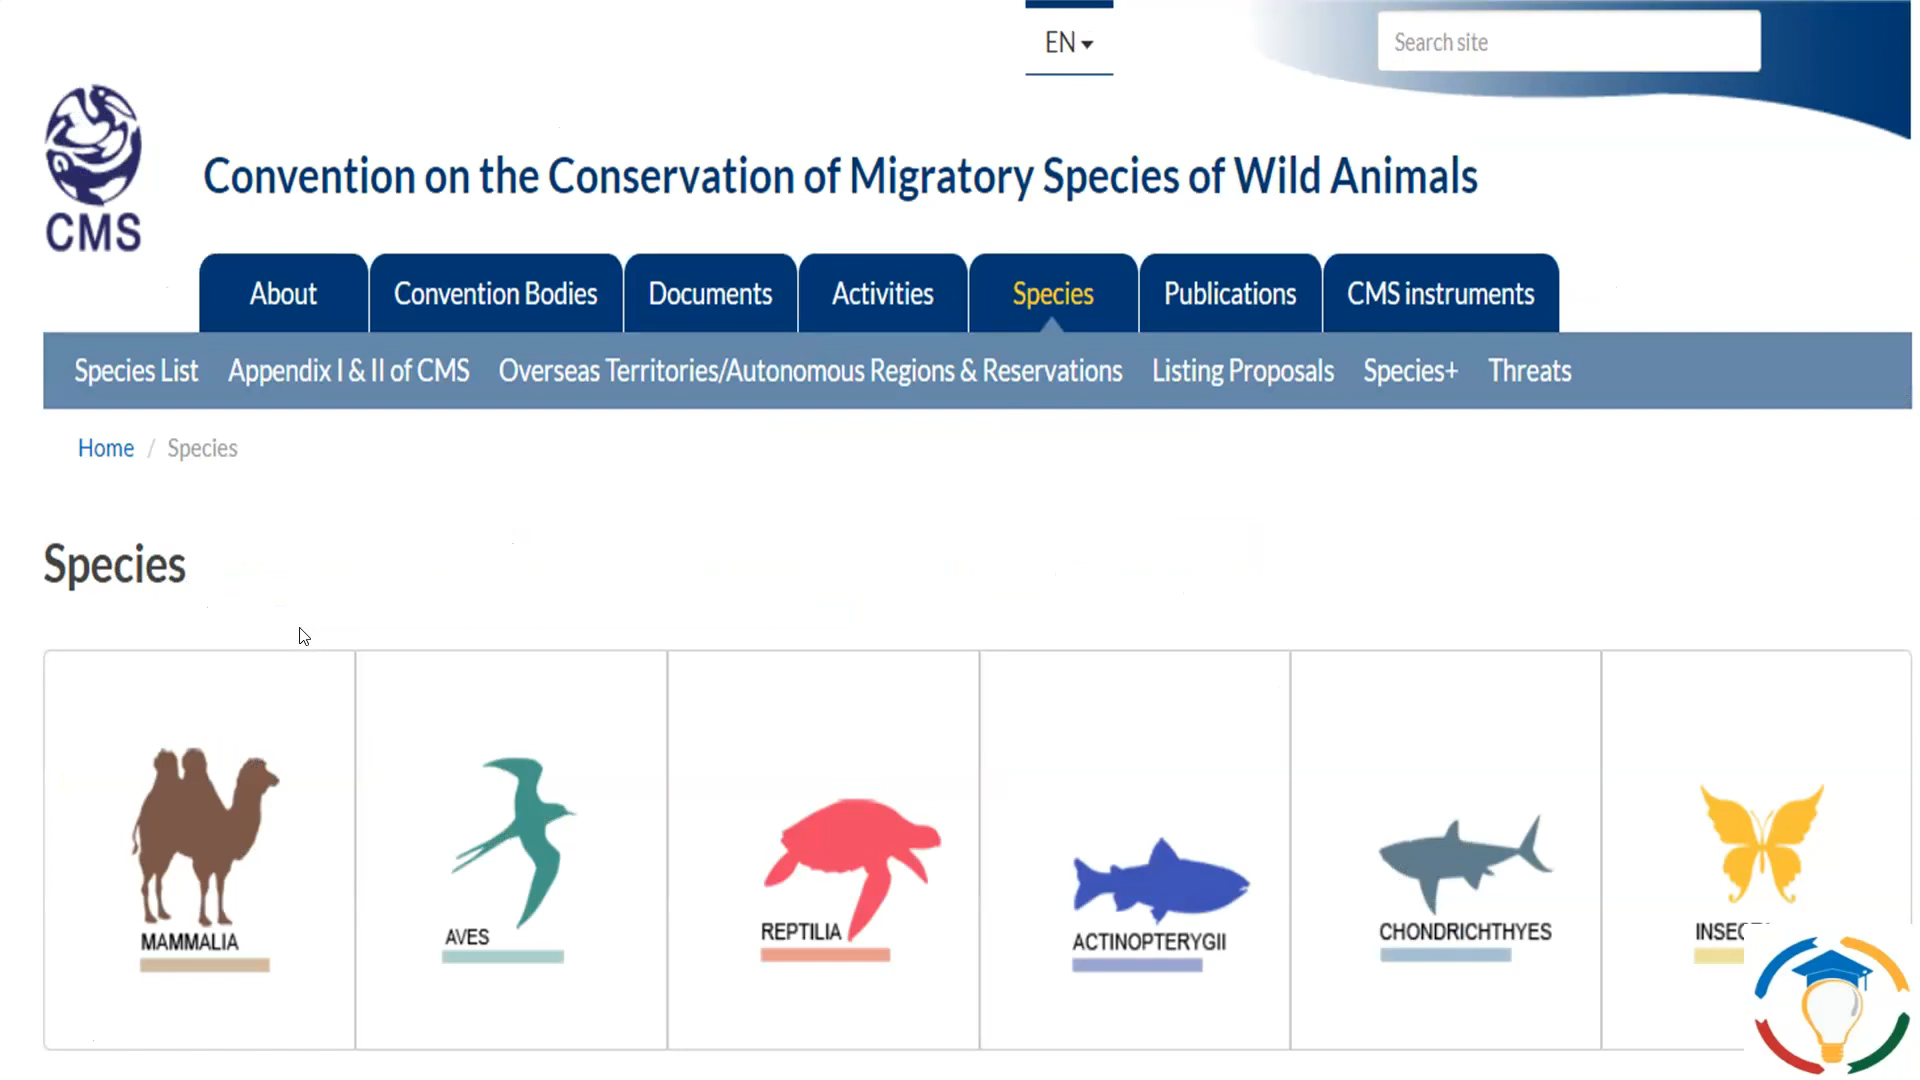 EN
Search site
CMS
Convention on the Conservation of Migratory Species of Wild Animals
About
Convention Bodies
Documents
Activities
Species
Publications
CMS instruments
Species List
Appendix I & II of CMS
Overseas Territories/Autonomous Regions & Reservations
Listing Proposals
Species+
Threats
Home / Species
Species
MAMMALIA
AVES
REPTILIA
ACTINOPTERYGII
CHONDRICHTHYES